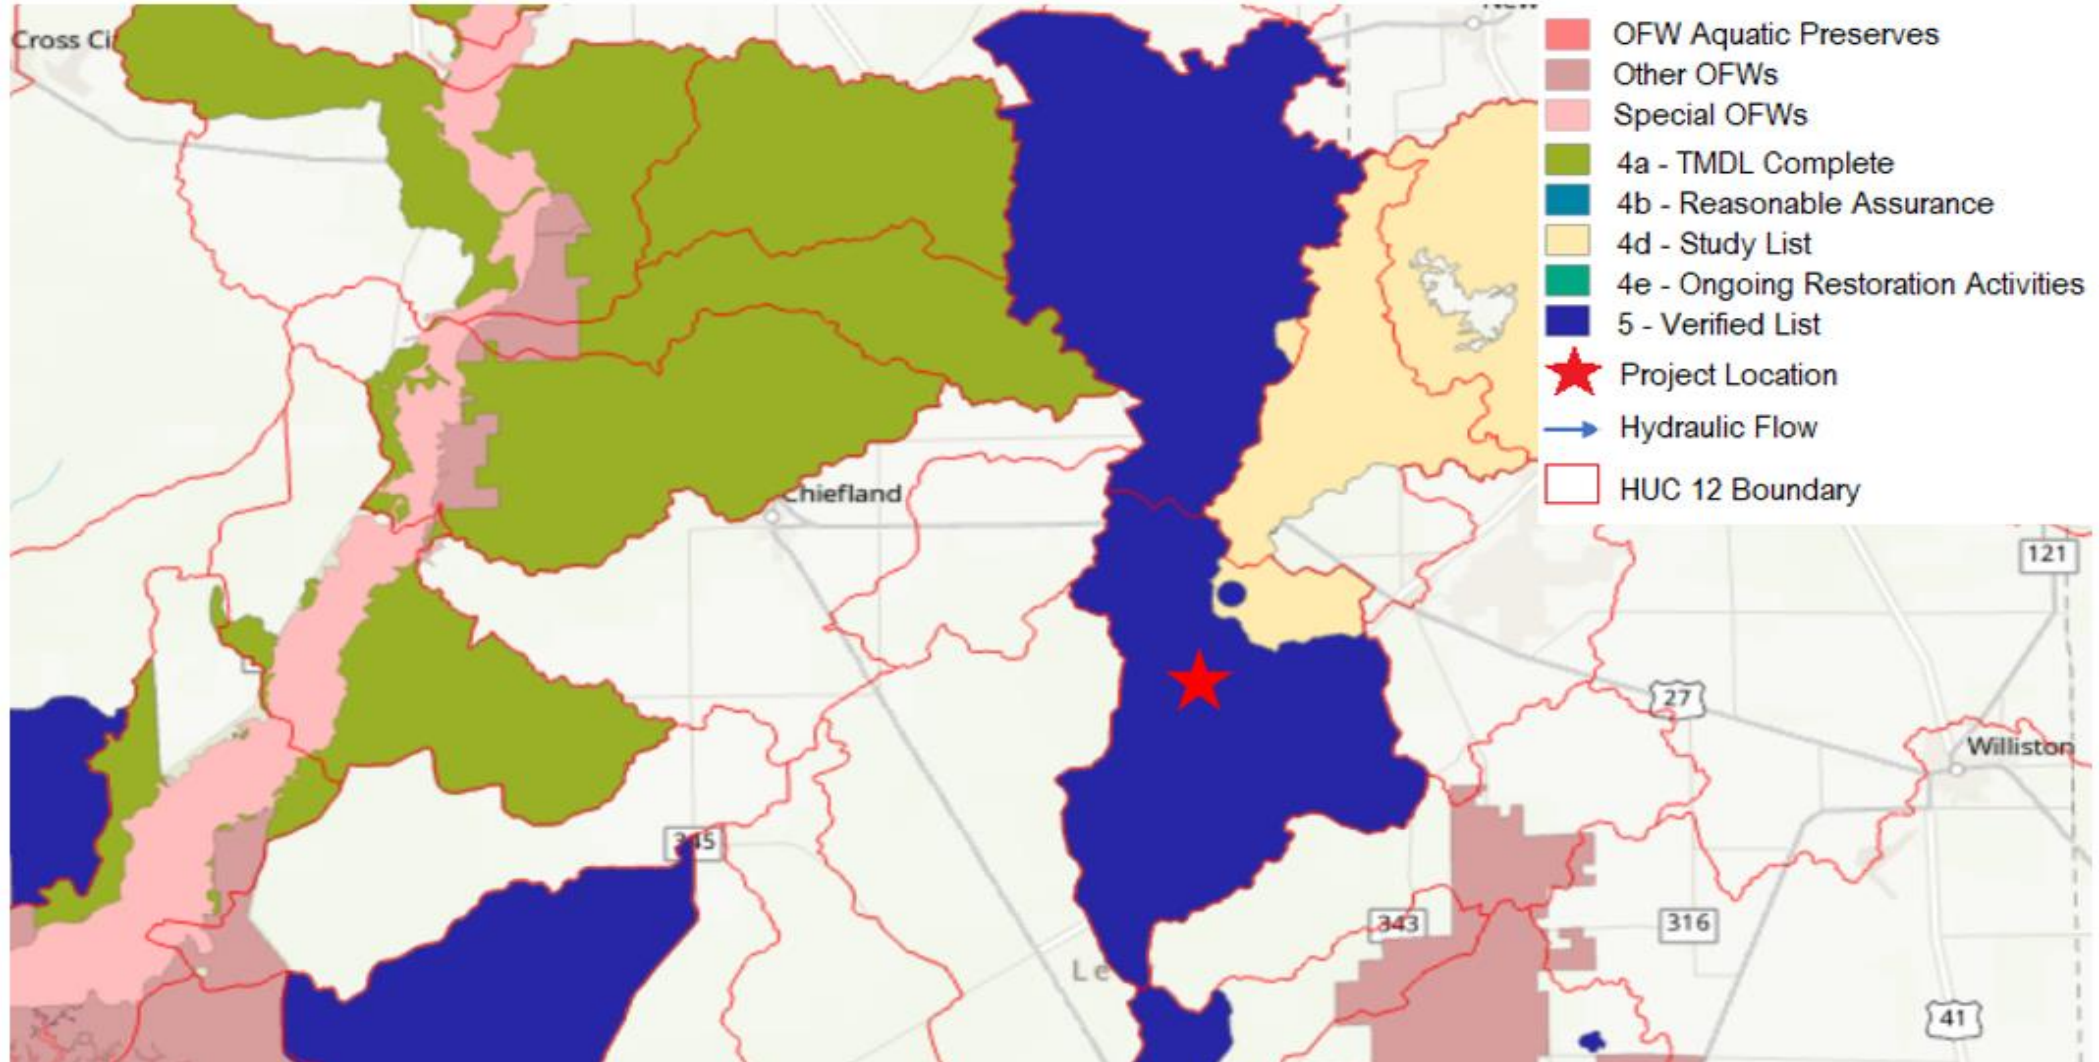 Cross Ci
OFW Aquatic Preserves
Other OFWs
Special OFWs
4a - TMDL Complete
4b - Reasonable Assurance
4d - Study List
4e - Ongoing Restoration Activities
5 - Verified List
Project Location
Hydraulic Flow
HUC 12 Boundary
Chiefland
121
27
Williston
345
343
316
Le
41